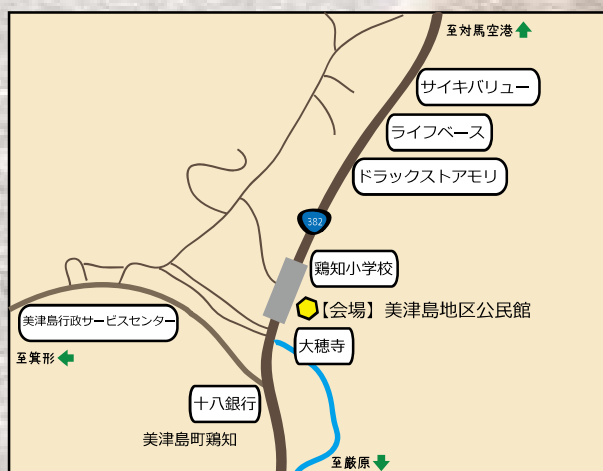 至対馬空港
サイキバリュー
ライフベース
ドラックストアモリ
382
鶏知小学校
【会場】美津島地区公民館
美津島行政サービスセンター
大穂寺
至箕形
十八銀行
美津島町鶏知
至厳原